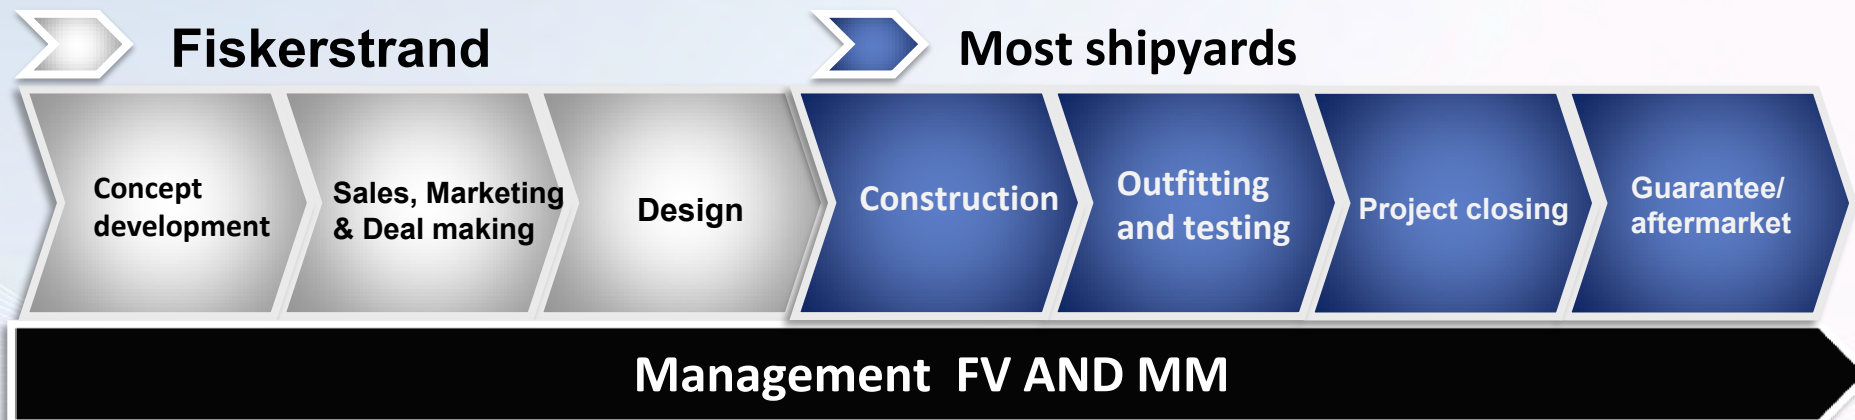 Fiskerstrand
Most shipyards
Concept
development
Sales, Marketing
& Deal making
Design
Construction
Outfitting
and testing
Project closing
Guarantee/
aftermarket
Management FV AND MM